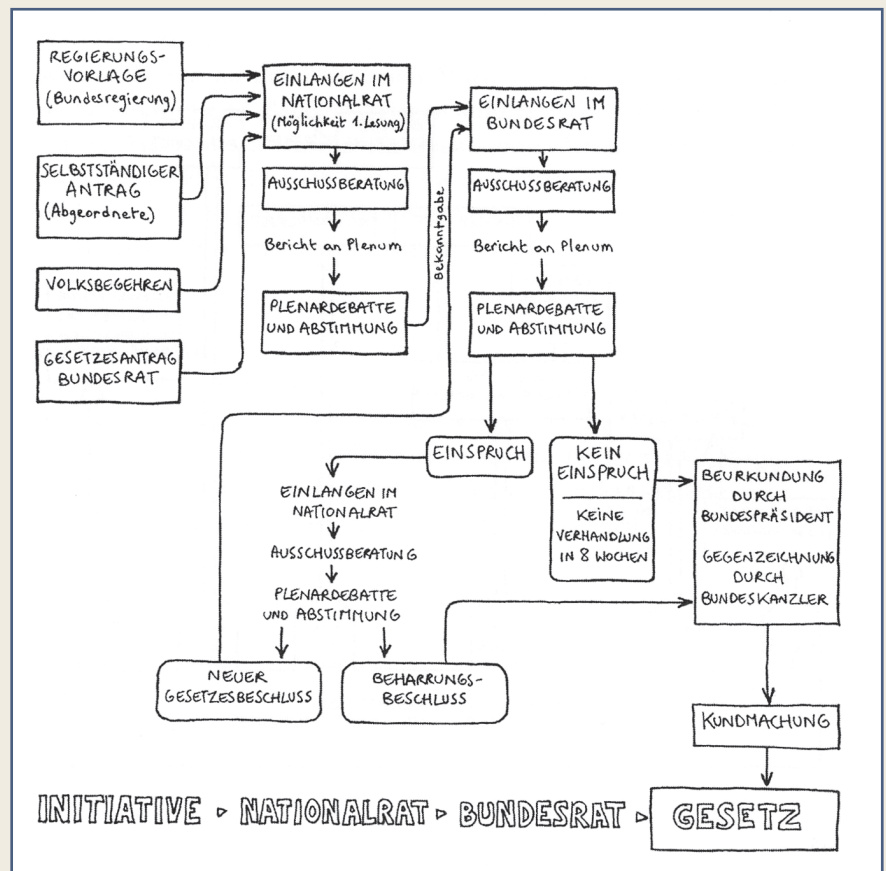 REGIERUNGS-
VORLAGE
(Bundesregierung)
SELBSTSTÄNDIGER
ANTRAG
(Abgeordnete)
VOLKSBEGEHREN
GESETZESANTRAG
BUNDESRAT
EINLANGEN IM
NATIONALRAT
(Möglichkeit 1. Lesung)
AUSSCHUSSBERATUNG
Bericht an Plenum
PLENARDEBATTE
UND ABSTIMMUNG
Bekanntgabe
EINLANGEN IM
BUNDESRAT
AUSSCHUSSBERATUNG
Bericht an Plenum
PLENARDEBATTE
UND ABSTIMMUNG
EINSPRUCH
KEIN
EINSPRUCH
KEINE
VERHANDLUNG
IN 8 WOCHEN
EINLANGEN IM
NATIONALRAT
AUSSCHUSSBERATUNG
PLENARDEBATTE
UND ABSTIMMUNG
NEUER
GESETZESBESCHLUSS
BEHARRUNGS-
BESCHLUSS
BEURKUNDUNG
DURCH
BUNDESPRÄSIDENT
GEGENZEICHNUNG
DURCH
BUNDESKANZLER
KUNDMACHUNG
INITIATIVE ▹ NATIONALRAT ▹ BUNDESRAT ▹ GESETZ